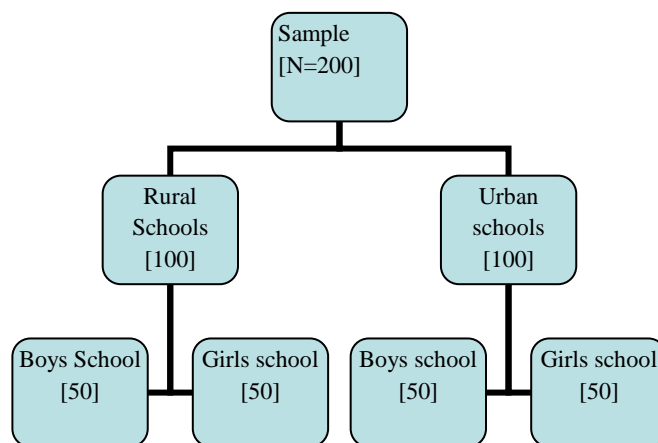 Sample
[N=200]
Rural
Schools
[100]
Urban
schools
[100]
Boys School
[50]
Girls school
[50]
Boys school
[50]
Girls school
[50]